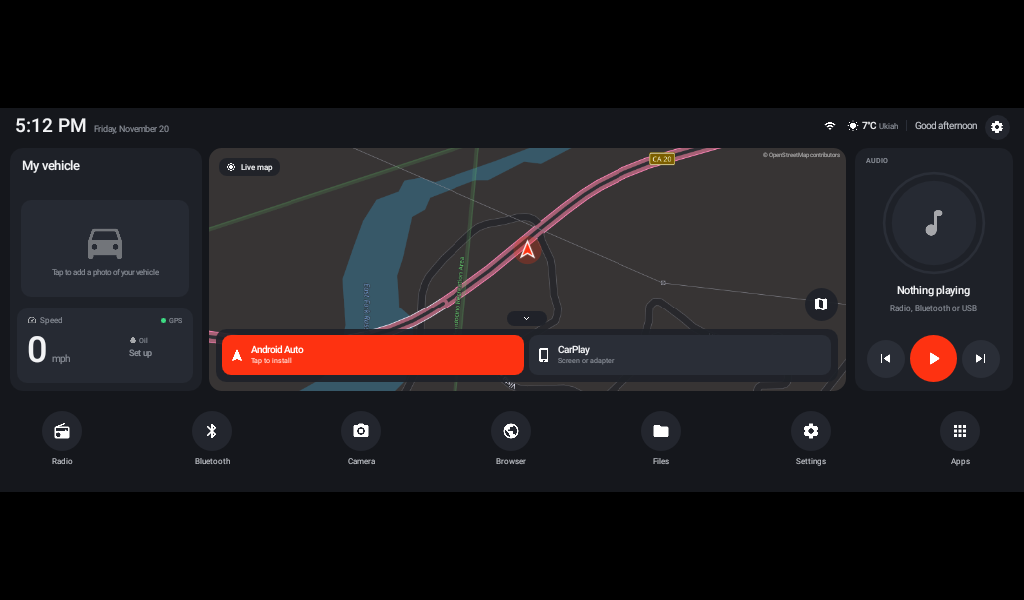 5:12 PM
Friday, November 20
7°C
Ukiah
Good afternoon
My vehicle
Tap to add a photo of your vehicle
Speed
GPS
0 mph
Oil
Set up
Live map
CA 20
© OpenStreetMap contributors
Android Auto
Tap to install
CarPlay
Screen or adapter
AUDIO
Nothing playing
Radio, Bluetooth or USB
Radio
Bluetooth
Camera
Browser
Files
Settings
Apps